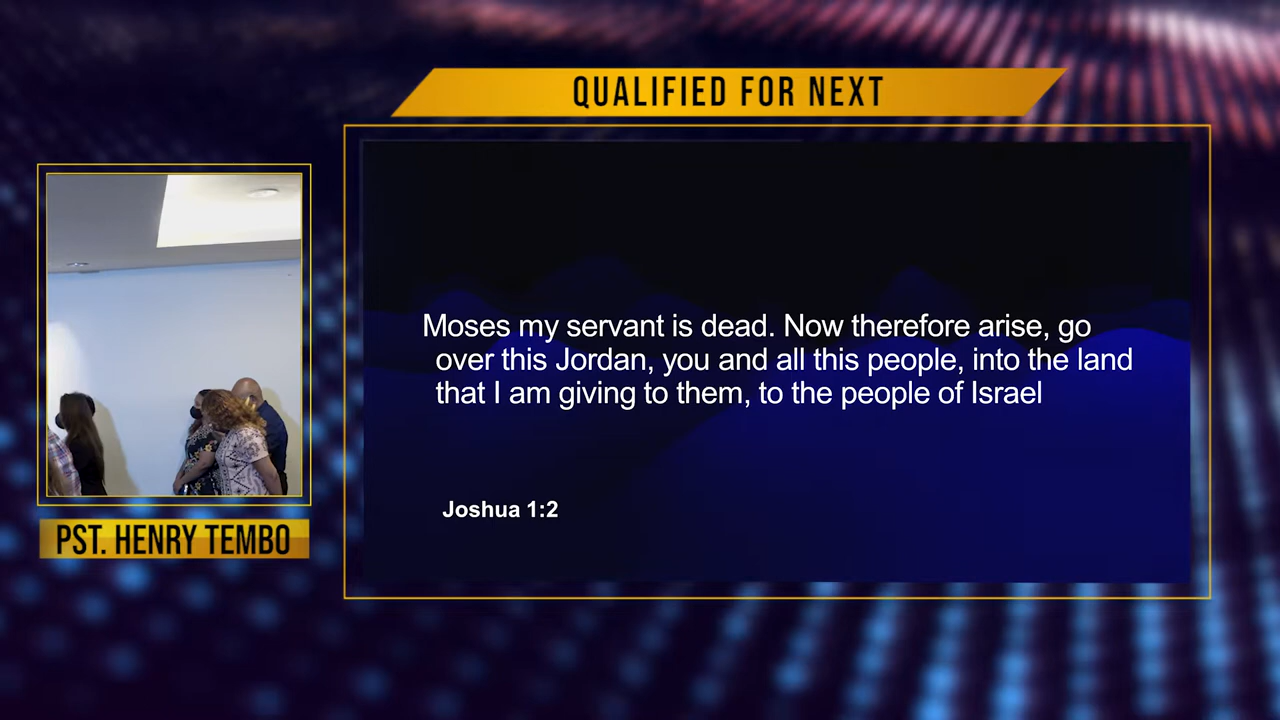 QUALIFIED FOR NEXT
Moses my servant is dead. Now therefore arise, go
over this Jordan, you and all this people, into the land
that I am giving to them, to the people of Israel
Joshua 1:2
PST. HENRY TEMBO